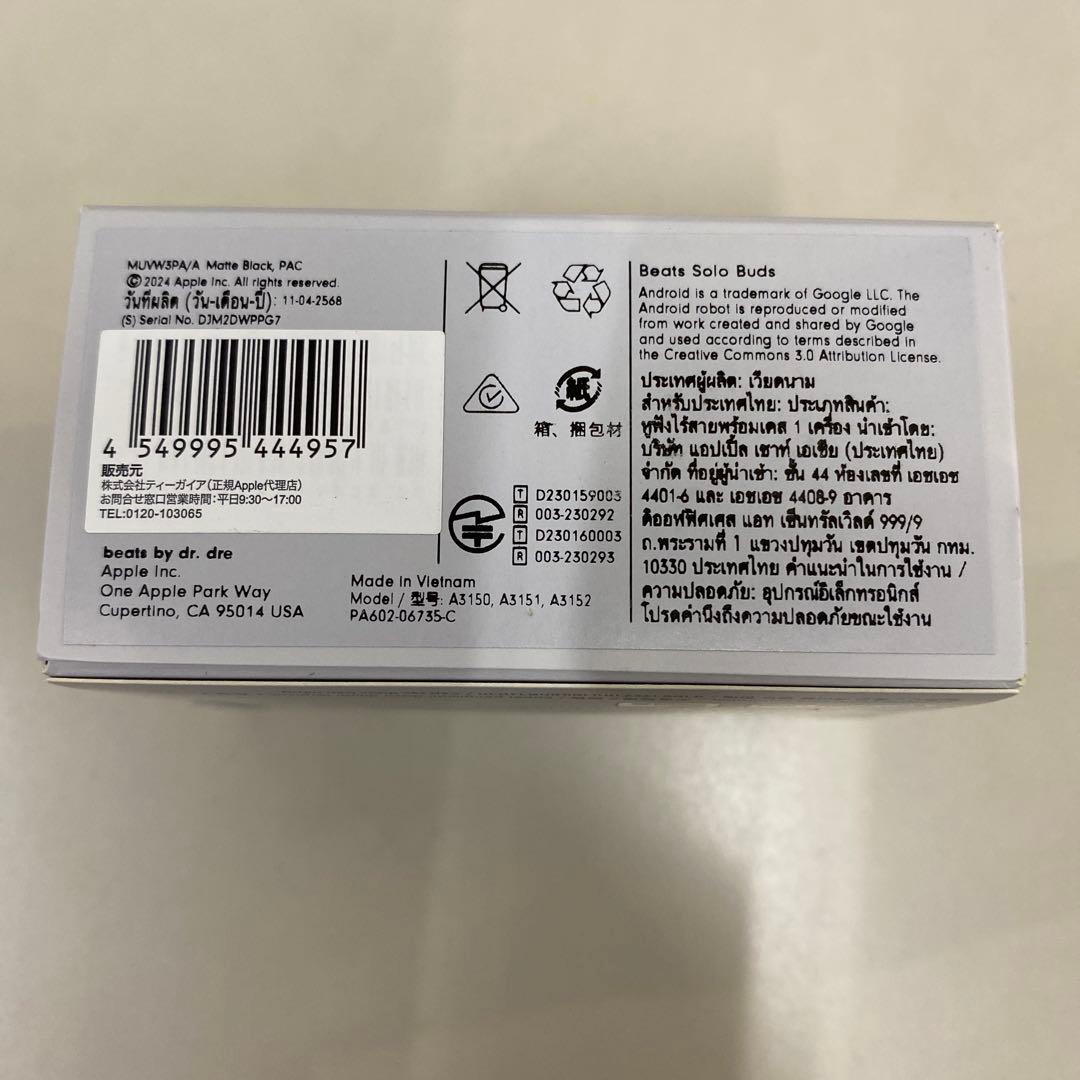 MUVW3PA/A Matte Black, PAC
© 2024 Apple Inc. All rights reserved.
วันที่ผลิต (วัน-เดือน-ปี): 11-04-2568
(S) Serial No. DJM2DWPPG7
4 549995 444957
販売元
株式会社ティーガイア(正規Apple代理店)
お問合せ窓口営業時間:平日9:30~17:00
TEL:0120-103065
beats by dr. dre
Apple Inc.
One Apple Park Way
Cupertino, CA 95014 USA
Made in Vietnam
Model / 型号: A3150, A3151, A3152
PA602-06735-C
紙
箱、捆包材
T D230159003
R 003-230292
T D230160003
R 003-230293
Beats Solo Buds
Android is a trademark of Google LLC. The
Android robot is reproduced or modified
from work created and shared by Google
and used according to terms described in
the Creative Commons 3.0 Attribution License.
ประเทศผู้ผลิต: เวียดนาม
สำหรับประเทศไทย: ประเภทสินค้า:
หูฟังไร้สายพร้อมเคส 1 เครื่อง นำเข้าโดย:
บริษัท แอปเปิ้ล เซาท์ เอเชีย (ประเทศไทย)
จำกัด ที่อยู่ผู้นำเข้า: ชั้น 44 ห้องเลขที่ เอชเอช
4401-6 และ เอชเอช 4408-9 อาคาร
ดิออฟฟิศเศส แอท เซ็นทรัลเวิลด์ 999/9
ถ.พระรามที่ 1 แขวงปทุมวัน เขตปทุมวัน กทม.
10330 ประเทศไทย คำแนะนำในการใช้งาน /
ความปลอดภัย: อุปกรณ์อิเล็กทรอนิกส์
โปรดคำนึงถึงความปลอดภัยขณะใช้งาน